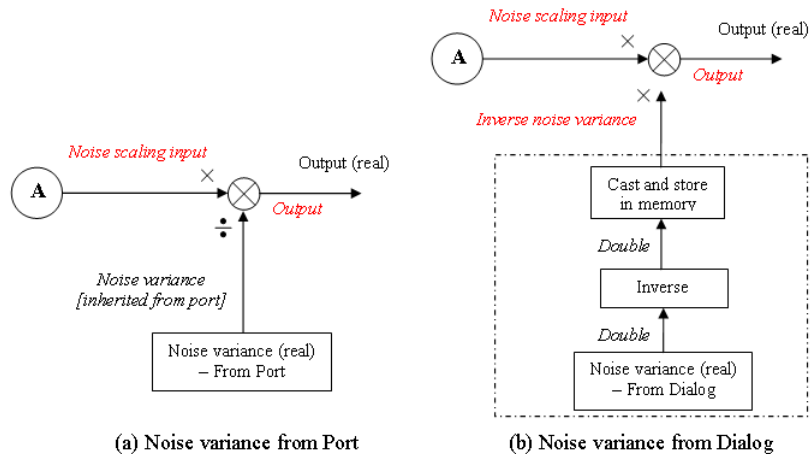 Noise scaling input
×
A
Output (real)
Output
÷
Noise variance
[inherited from port]
Noise variance (real)
– From Port
(a) Noise variance from Port
Noise scaling input
×
A
Output (real)
Output
×
Inverse noise variance
Cast and store
in memory
Double
Inverse
Double
Noise variance (real)
– From Dialog
(b) Noise variance from Dialog